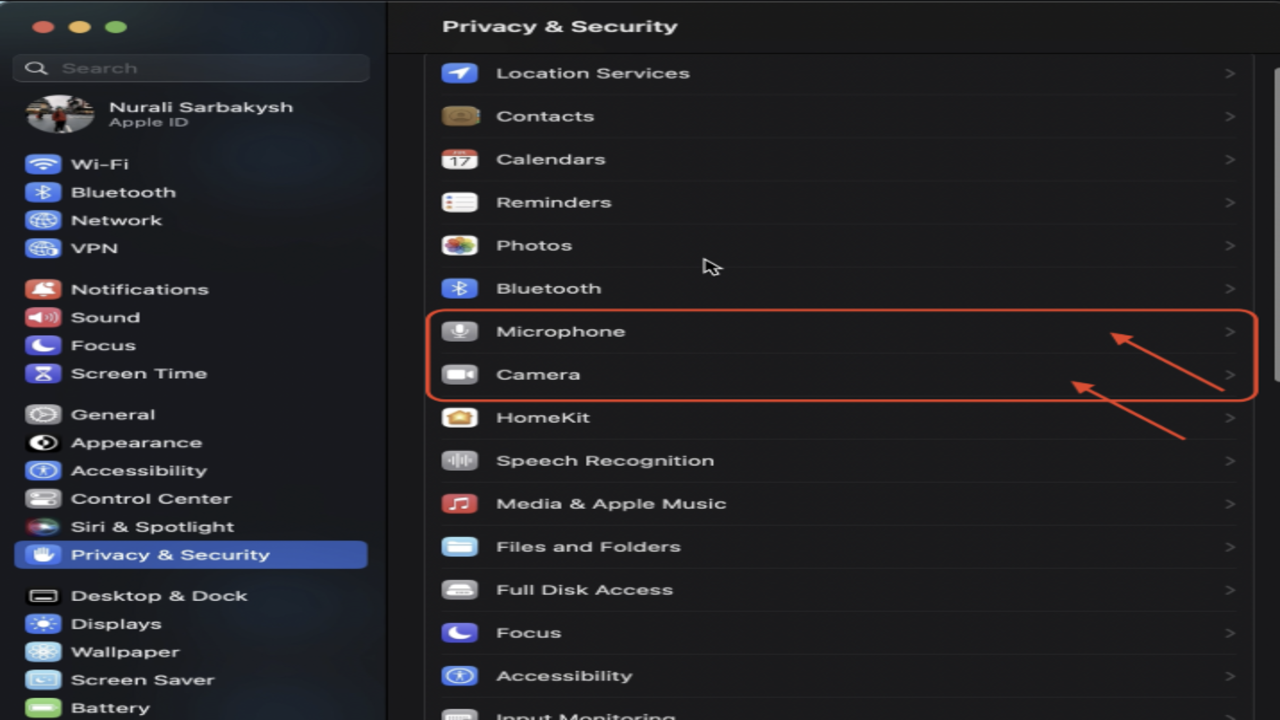 Privacy & Security
Search
Nurali Sarbakysh
Apple ID
Wi-Fi
Bluetooth
Network
VPN
Notifications
Sound
Focus
Screen Time
General
Appearance
Accessibility
Control Center
Siri & Spotlight
Privacy & Security
Desktop & Dock
Displays
Wallpaper
Screen Saver
Battery
Location Services
Contacts
17
Calendars
Reminders
Photos
Bluetooth
Microphone
Camera
HomeKit
Speech Recognition
Media & Apple Music
Files and Folders
Full Disk Access
Focus
Accessibility
Input Monitoring